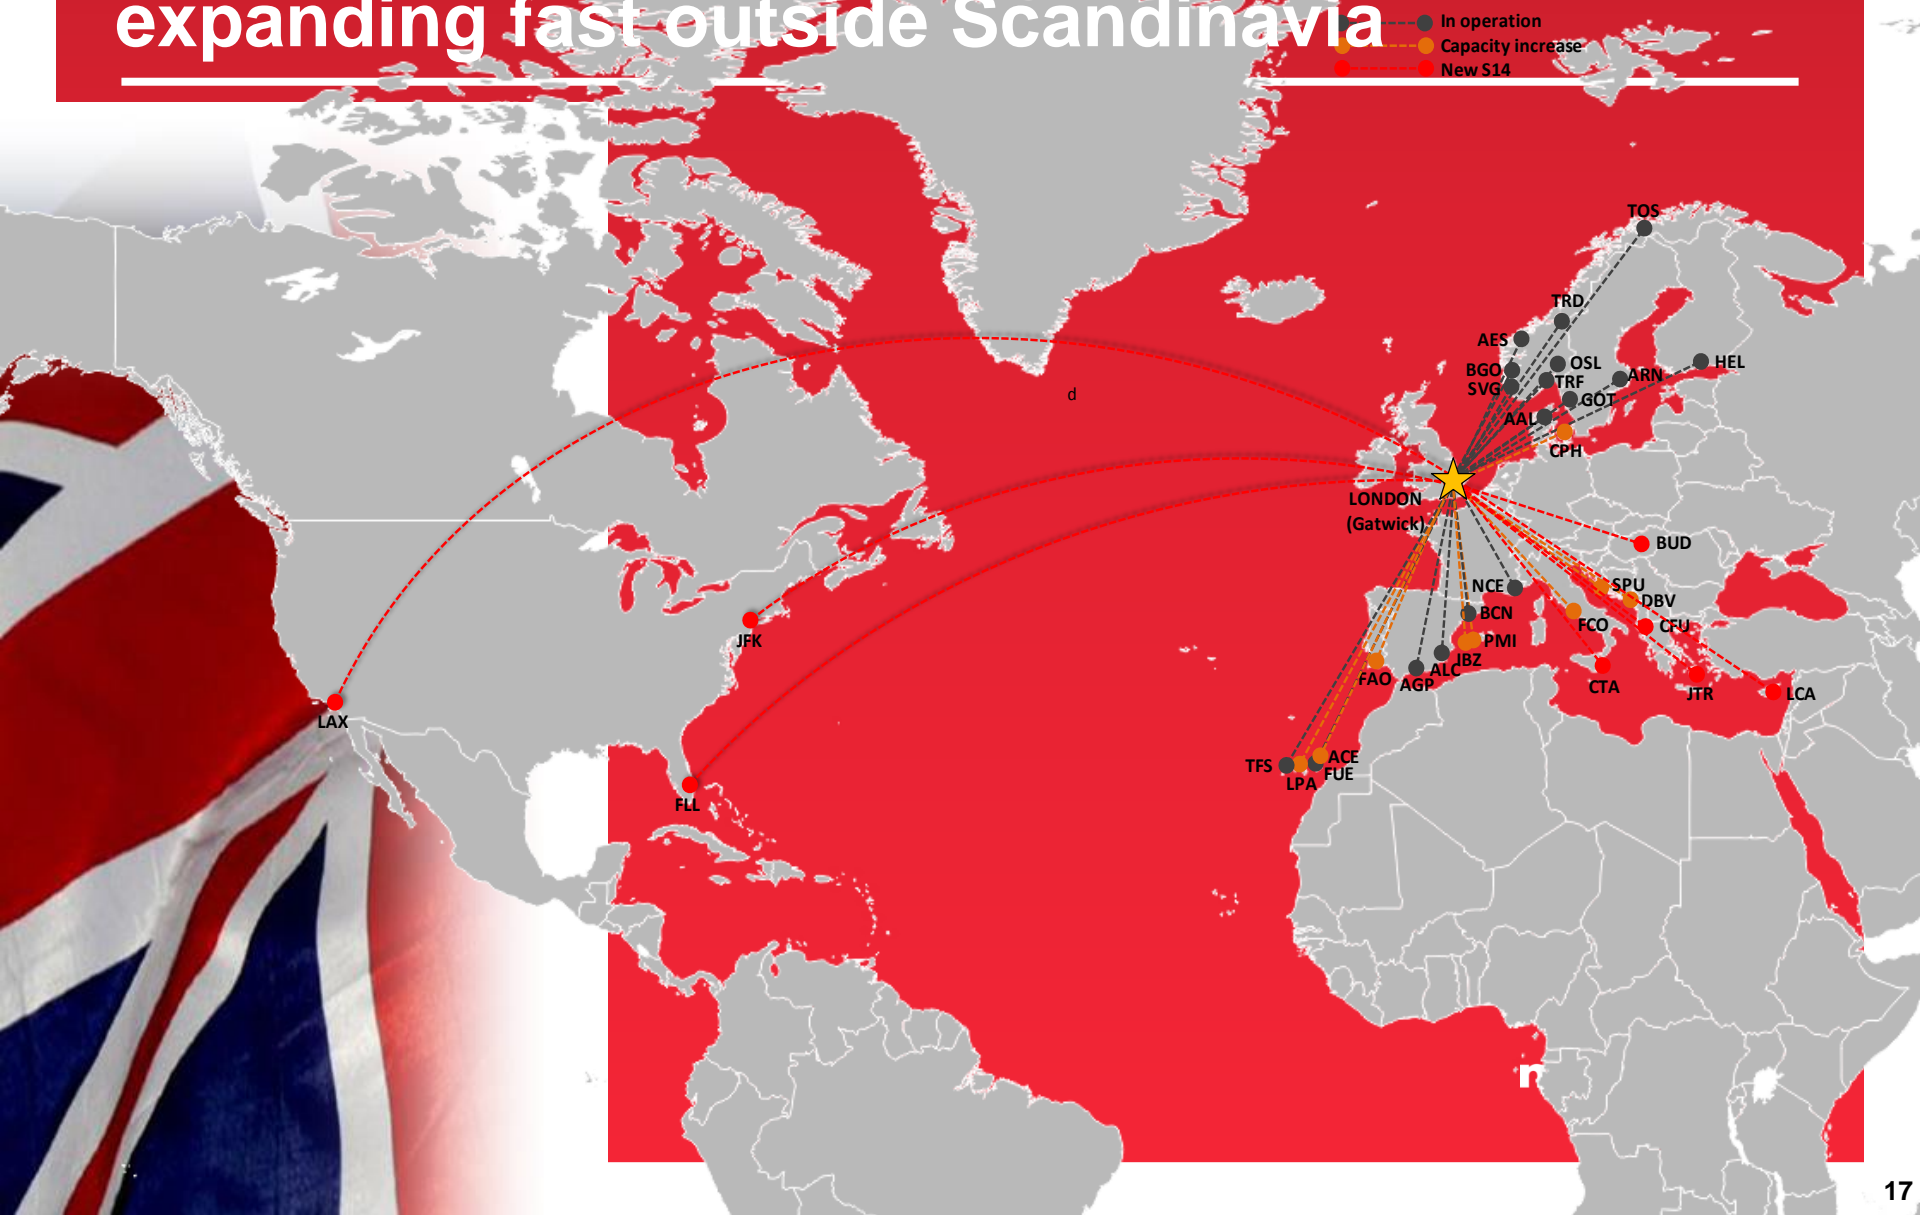 expanding fast outside Scandinavia
In operation
Capacity increase
New S14
TOS
TRD
AES
OSL
HEL
BGO
TRF
ARN
SVG
GOT
AAL
CPH
d
LONDON
(Gatwick)
BUD
NCE
SPU
DBV
BCN
FCO
CFU
JFK
PMI
IBZ
ALC
FAO
AGP
CTA
JTR
LCA
LAX
ACE
TFS
FUE
LPA
FLL
n
17